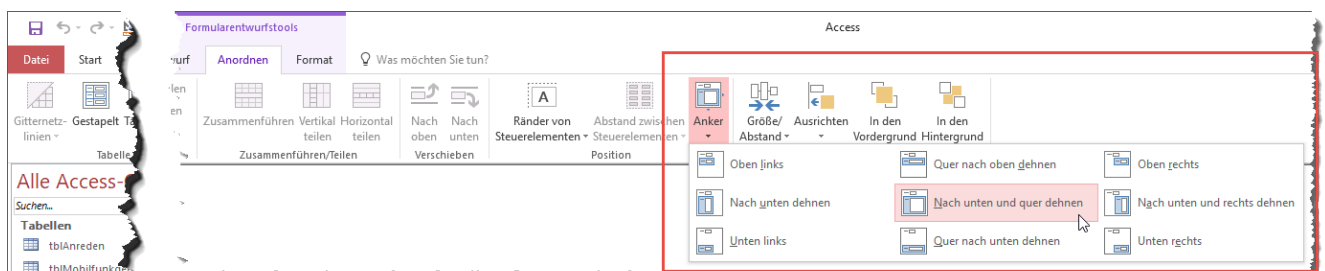 Formularentwurfstools Access
Datei Start Anordnen Format Was möchten Sie tun?
Gitternetz- Gestapelt Zusammenführen Vertikal Horizontal Nach Nach Ränder von Abstand zwischen Anker Größe/ Ausrichten In den In den
linien teilen teilen oben unten Steuerelementen Steuerelementen Abstand Vordergrund Hintergrund
Zusammenführen/Teilen Verschieben Position
Oben links Quer nach oben dehnen Oben rechts
Nach unten dehnen Nach unten und quer dehnen Nach unten und rechts dehnen
Unten links Quer nach unten dehnen Unten rechts
Alle Access-
Suchen...
Tabellen
tblAnreden